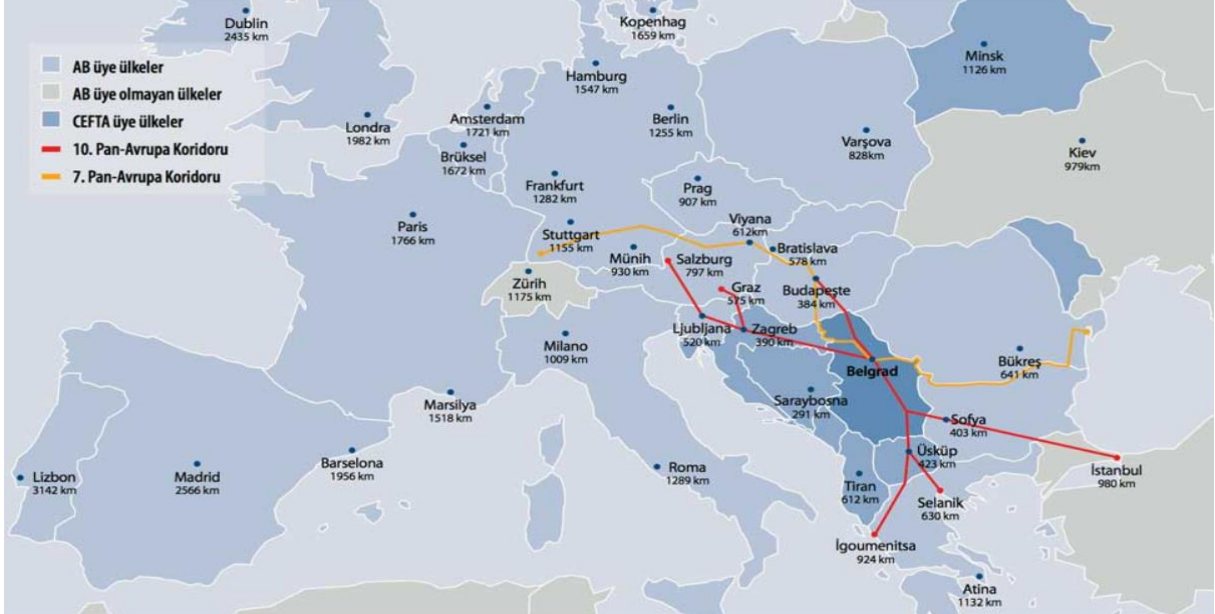 AB üye ülkeler
AB üye olmayan ülkeler
CEFTA üye ülkeler
10. Pan-Avrupa Koridoru
7. Pan-Avrupa Koridoru
Dublin
2435 km
Kopenhag
1659 km
Minsk
1126 km
Hamburg
1547 km
Londra
1982 km
Amsterdam
1721 km
Berlin
1255 km
Varşova
828km
Brüksel
1672 km
Kiev
979km
Frankfurt
1282 km
Prag
907 km
Paris
1766 km
Stuttgart
1155 km
Viyana
612km
Münih
930 km
Salzburg
797 km
Bratislava
578 km
Zürih
1175 km
Graz
575 km
Budapeşte
384 km
Milano
1009 km
Ljubljana
520 km
Zagreb
390 km
Belgrad
Bükreş
641 km
Marsilya
1518 km
Saraybosna
291 km
Sofya
403 km
Lizbon
3142 km
Madrid
2566 km
Barselona
1956 km
Roma
1289 km
Üsküp
423 km
İstanbul
980 km
Tiran
612 km
Selanik
630 km
İgoumenitsa
924 km
Atina
1132 km